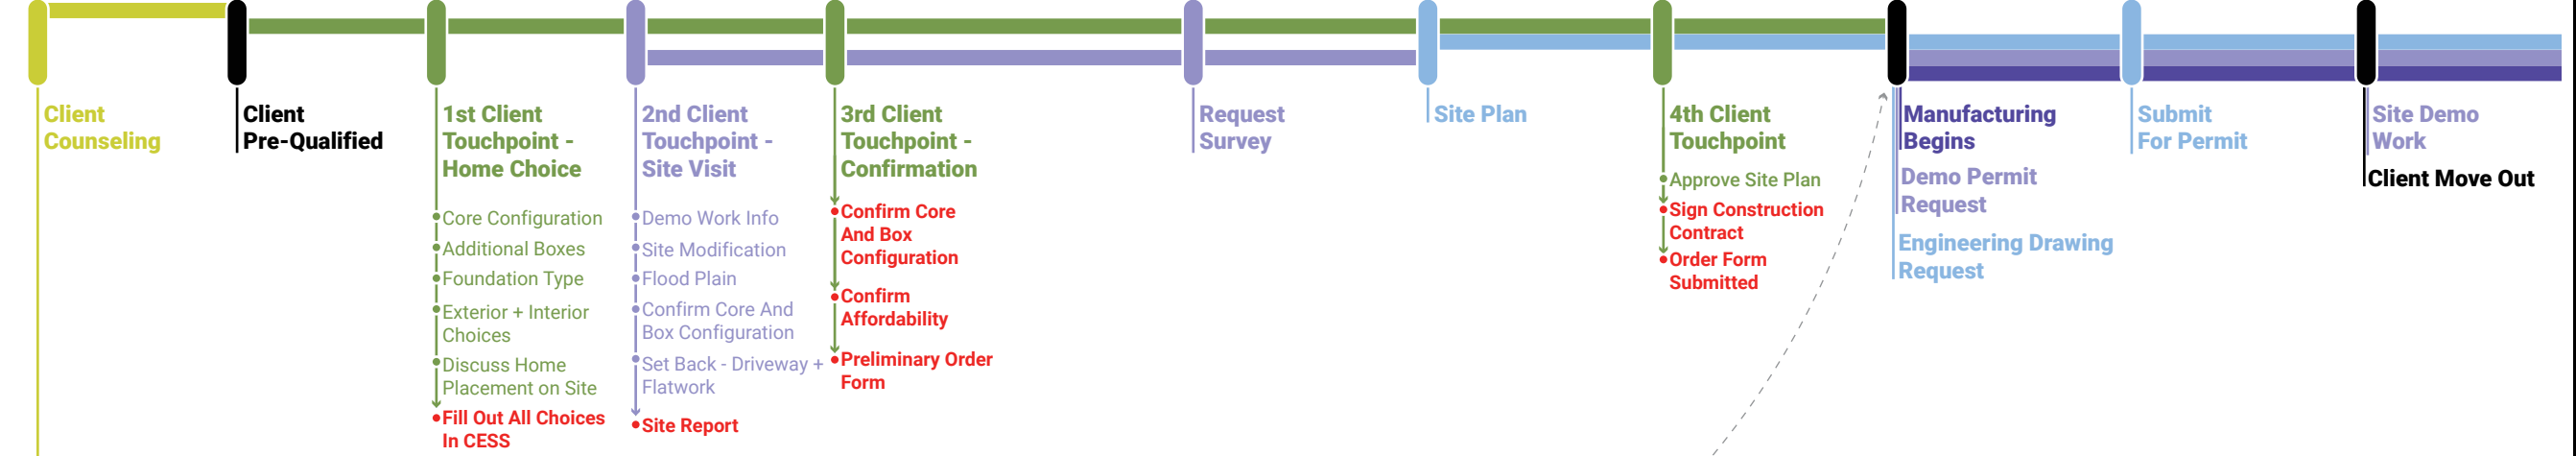 Client
Counseling
Client
Pre-Qualified
1st Client
Touchpoint -
Home Choice
Core Configuration
Additional Boxes
Foundation Type
Exterior + Interior
Choices
Discuss Home
Placement on Site
Fill Out All Choices
In CESS
2nd Client
Touchpoint -
Site Visit
Demo Work Info
Site Modification
Flood Plain
Confirm Core And
Box Configuration
Set Back - Driveway +
Flatwork
Site Report
3rd Client
Touchpoint -
Confirmation
Confirm Core
And Box
Configuration
Confirm
Affordability
Preliminary Order
Form
Request
Survey
Site Plan
4th Client
Touchpoint
Approve Site Plan
Sign Construction
Contract
Order Form
Submitted
Manufacturing
Begins
Demo Permit
Request
Engineering Drawing
Request
Submit
For Permit
Site Demo
Work
Client Move Out